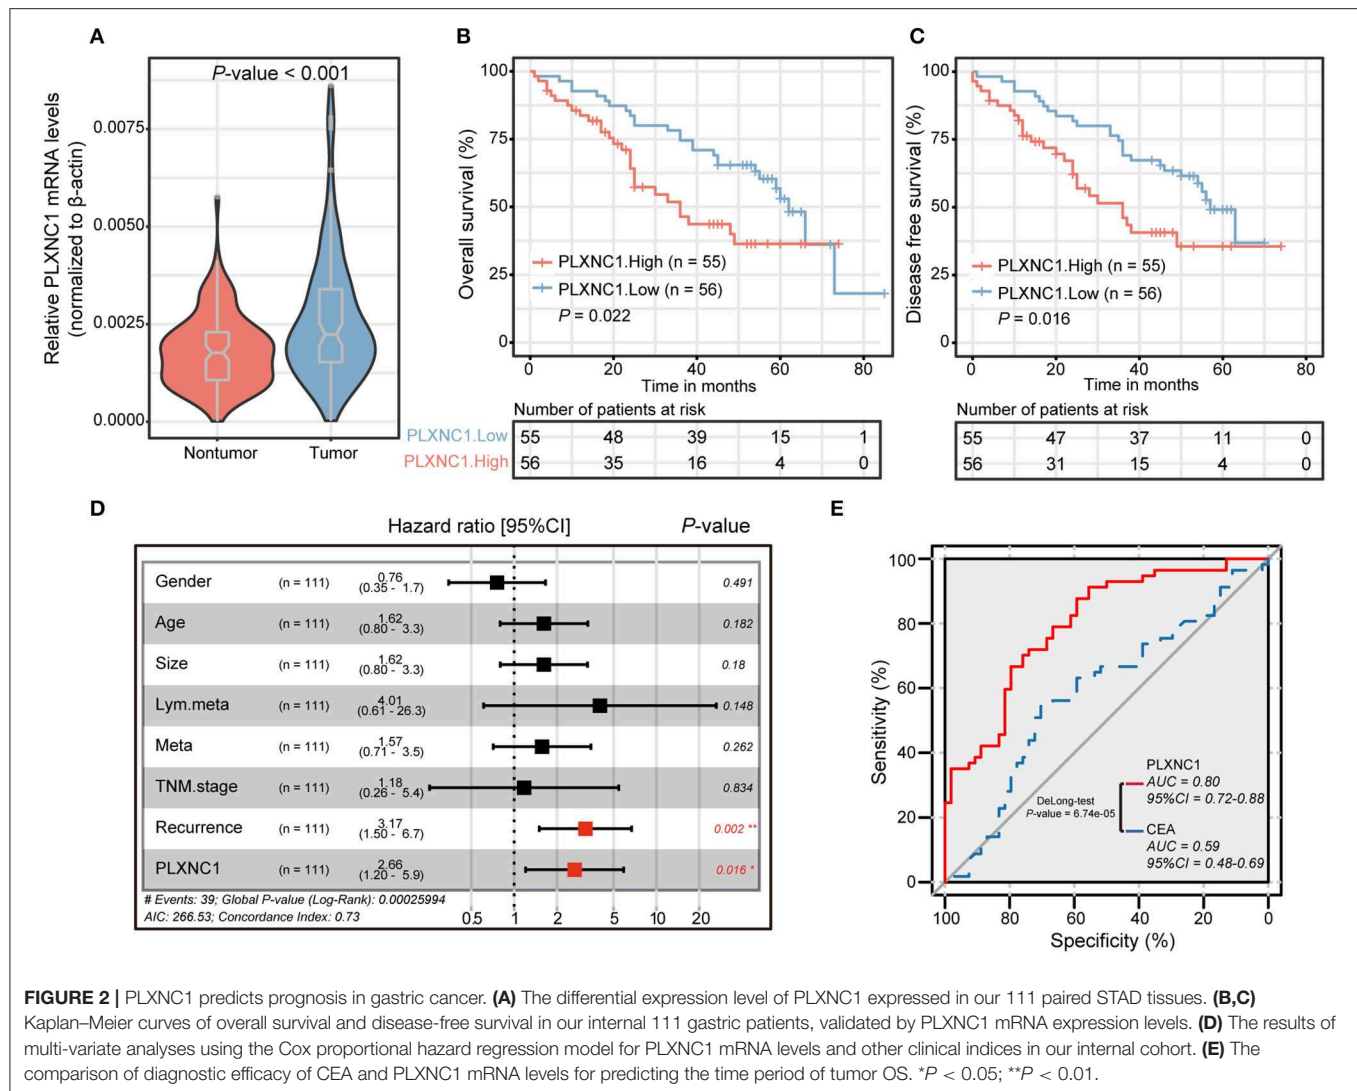 A
P-value < 0.001
Relative PLXNC1 mRNA levels
(normalized to β-actin)
0.0075
0.0050
0.0025
0.0000
Nontumor Tumor
B
Overall survival (%)
100
75
50
25
0
PLXNC1.High (n = 55)
PLXNC1.Low (n = 56)
P = 0.022
0 20 40 60 80
Time in months
Number of patients at risk
PLXNC1.Low 55 48 39 15 1
PLXNC1.High 56 35 16 4 0
C
Disease free survival (%)
100
75
50
25
0
PLXNC1.High (n = 55)
PLXNC1.Low (n = 56)
P = 0.016
0 20 40 60 80
Time in months
Number of patients at risk
55 47 37 11 0
56 31 15 4 0
D
Hazard ratio [95%CI] P-value
Gender (n = 111) 0.76 (0.35 - 1.7) 0.491
Age (n = 111) 1.62 (0.80 - 3.3) 0.182
Size (n = 111) 1.62 (0.80 - 3.3) 0.18
Lym.meta (n = 111) 4.01 (0.61 - 26.3) 0.148
Meta (n = 111) 1.57 (0.71 - 3.5) 0.262
TNM.stage (n = 111) 1.18 (0.26 - 5.4) 0.834
Recurrence (n = 111) 3.17 (1.50 - 6.7) 0.002 **
PLXNC1 (n = 111) 2.66 (1.20 - 5.9) 0.016 *
# Events: 39; Global P-value (Log-Rank): 0.00025994
AIC: 266.53; Concordance Index: 0.73
0.5 1 2 5 10 20
E
Sensitivity (%)
100
80
60
40
20
0
PLXNC1
AUC = 0.80
95%CI = 0.72-0.88
DeLong-test
P-value = 6.74e-05
CEA
AUC = 0.59
95%CI = 0.48-0.69
100 80 60 40 20 0
Specificity (%)
FIGURE 2 | PLXNC1 predicts prognosis in gastric cancer. (A) The differential expression level of PLXNC1 expressed in our 111 paired STAD tissues. (B,C)
Kaplan–Meier curves of overall survival and disease-free survival in our internal 111 gastric patients, validated by PLXNC1 mRNA expression levels. (D) The results of
multi-variate analyses using the Cox proportional hazard regression model for PLXNC1 mRNA levels and other clinical indices in our internal cohort. (E) The
comparison of diagnostic efficacy of CEA and PLXNC1 mRNA levels for predicting the time period of tumor OS. *P < 0.05; **P < 0.01.